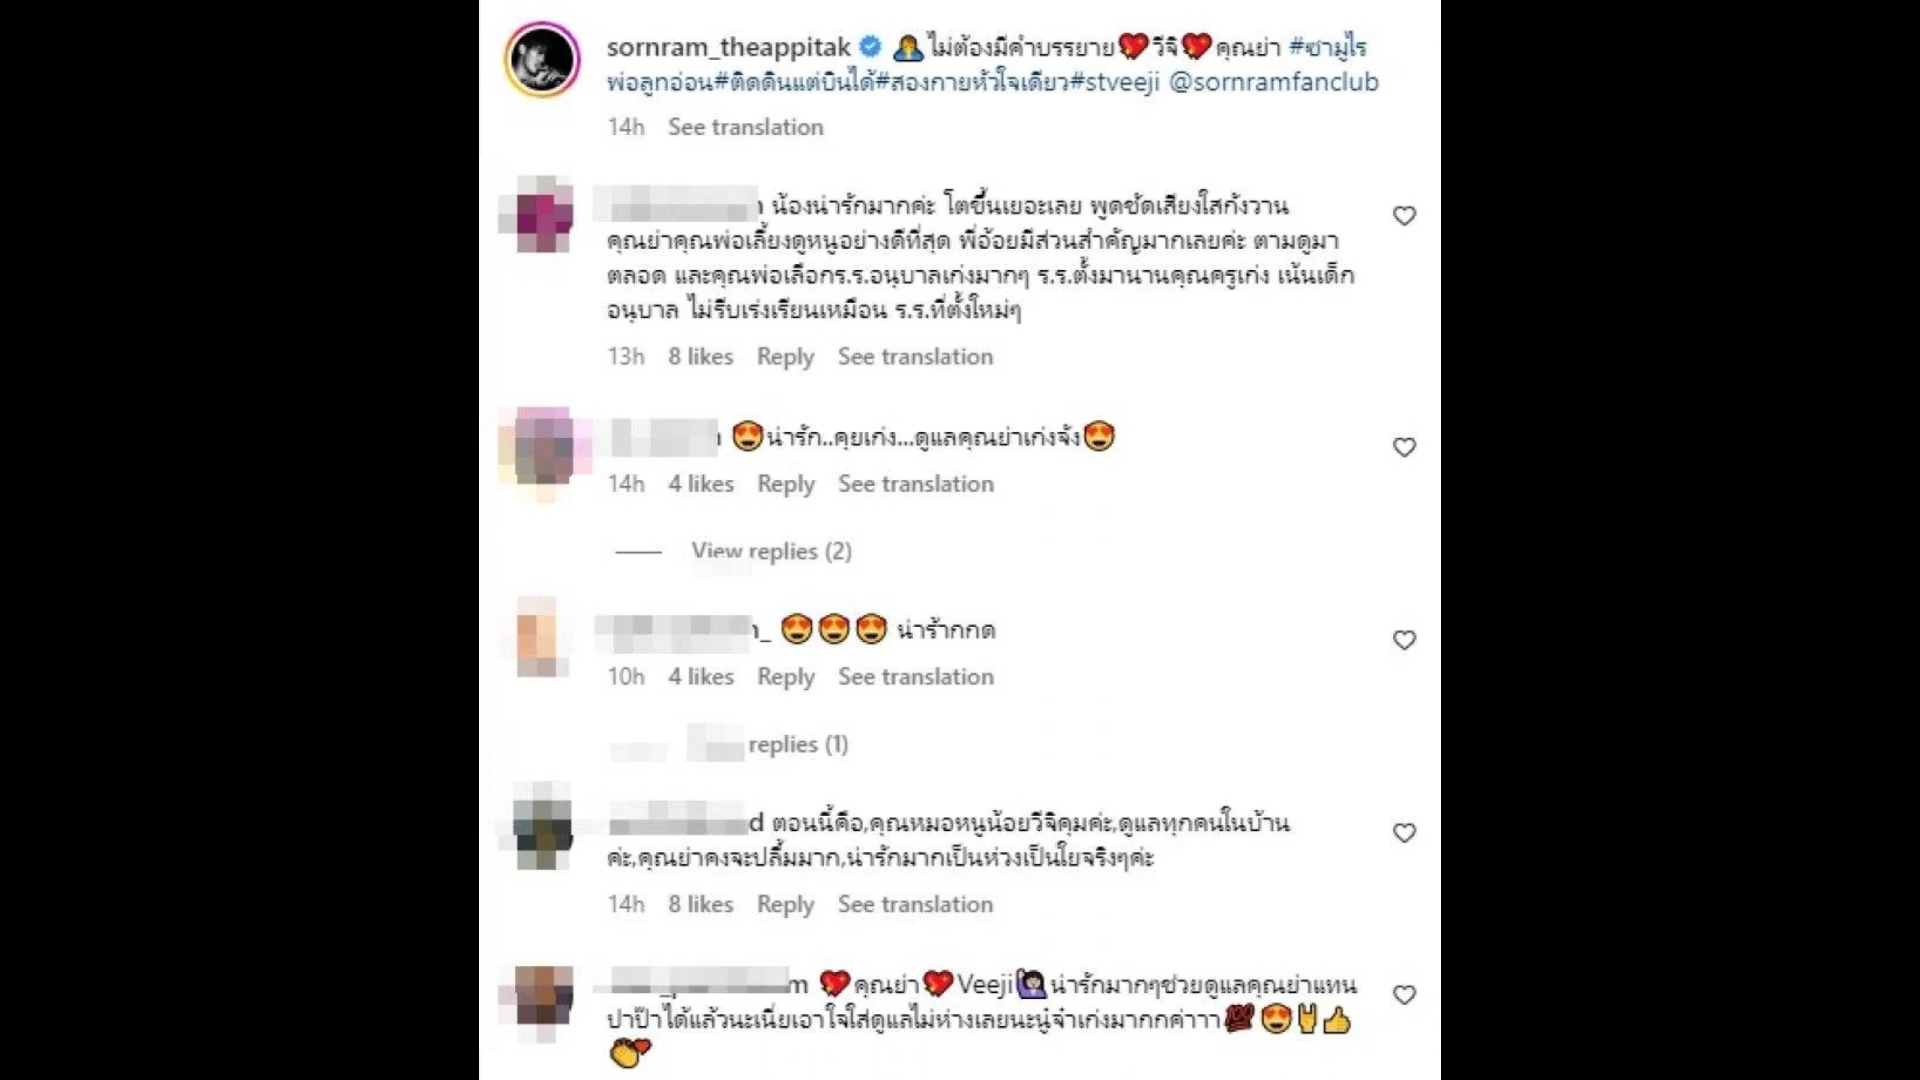 sornram_theappitak ไม่ต้องมีคำบรรยาย💖วีจิ💖คุณย่า #ซามูไร
พ่อลูกอ่อน#ติดดินแต่บินได้#สองกายหัวใจเดียว#stveeji @sornramfanclub
14h See translation
น้องน่ารักมากค่ะ โตขึ้นเยอะเลย พูดชัดเสียงใสกังวาน
คุณย่าคุณพ่อเลี้ยงดูหนูอย่างดีที่สุด พี่อ้อยมีส่วนสำคัญมากเลยค่ะ ตามดูมา
ตลอด และคุณพ่อเลือกร.ร.อนุบาลเก่งมากๆ ร.ร.ตั้งมานานคุณครูเก่ง เน้นเด็ก
อนุบาล ไม่รีบเร่งเรียนเหมือน ร.ร.ที่ตั้งใหม่ๆ
13h 8 likes Reply See translation
😍น่ารัก..คุยเก่ง...ดูแลคุณย่าเก่งจัง😍
14h 4 likes Reply See translation
View replies (2)
😍😍😍 น่าร้ากกด
10h 4 likes Reply See translation
replies (1)
d ตอนนี้คือ,คุณหมอหนูน้อยวีจิคุมค่ะ,ดูแลทุกคนในบ้าน
ค่ะ,คุณย่าคงจะปลื้มมาก,น่ารักมากเป็นห่วงเป็นใยจริงๆค่ะ
14h 8 likes Reply See translation
m 💖คุณย่า💖Veeji🙋🏻‍♀️น่ารักมากๆช่วยดูแลคุณย่าแทน
ปาป๊าได้แล้วนะเนี่ยเอาใจใส่ดูแลไม่ห่างเลยนะนู๋จ๋าเก่งมากกค่าาา💯😍🤘👍
👏